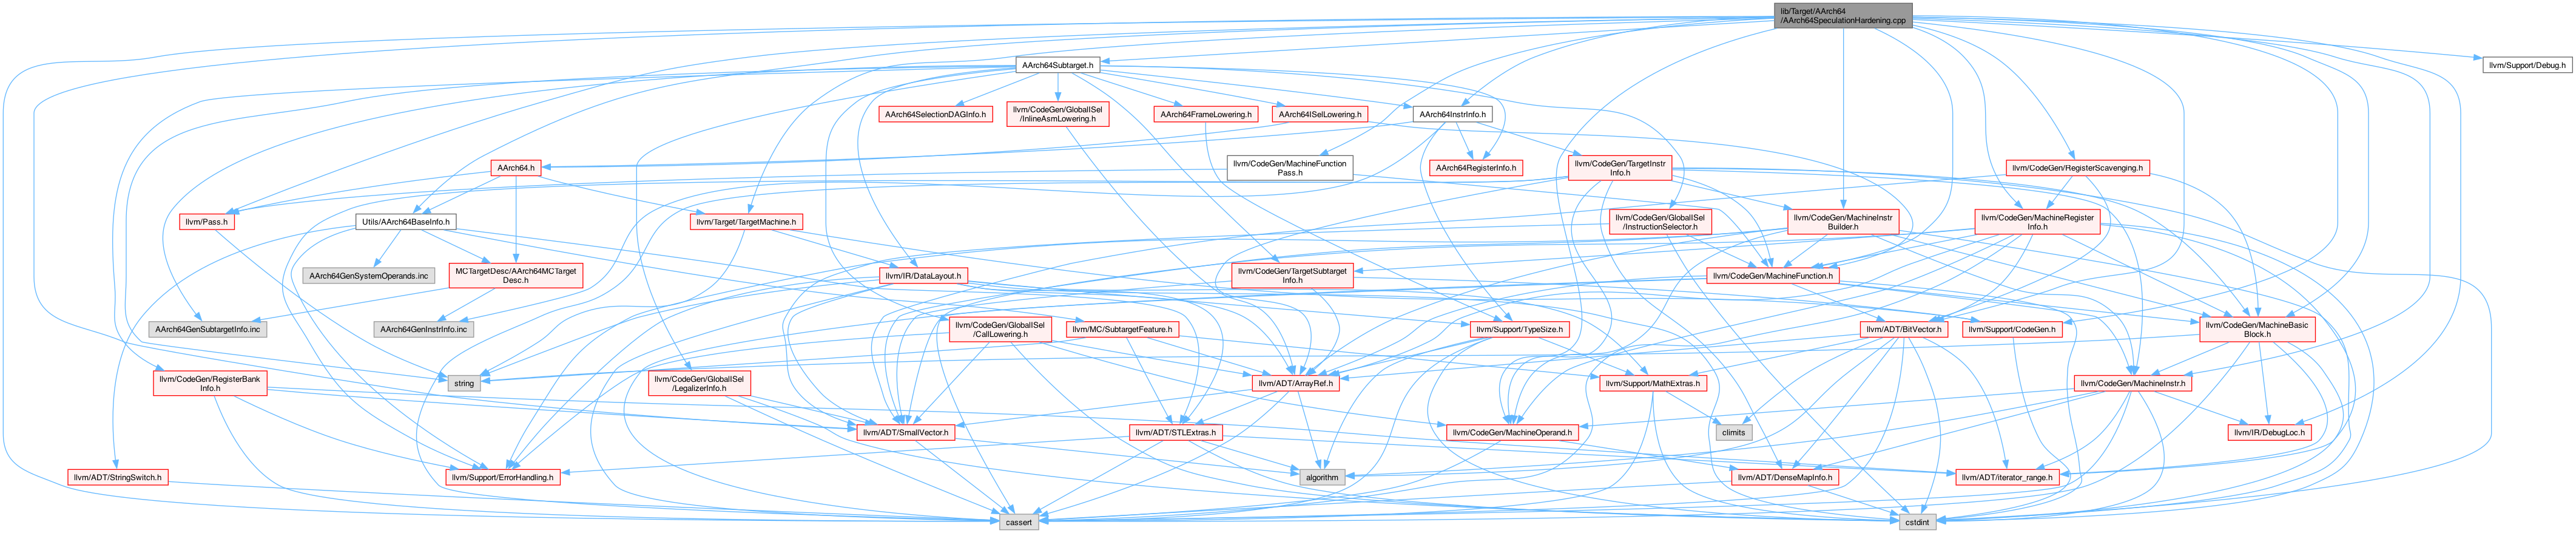 lib/Target/AArch64
/AArch64SpeculationHardening.cpp
AArch64Subtarget.h
llvm/Support/Debug.h
AArch64SelectionDAGInfo.h
llvm/CodeGen/GlobalISel
/InlineAsmLowering.h
AArch64FrameLowering.h
AArch64ISelLowering.h
AArch64InstrInfo.h
AArch64.h
llvm/CodeGen/MachineFunction
Pass.h
AArch64RegisterInfo.h
llvm/CodeGen/TargetInstr
Info.h
llvm/CodeGen/RegisterScavenging.h
llvm/Pass.h
Utils/AArch64BaseInfo.h
llvm/Target/TargetMachine.h
llvm/CodeGen/GlobalISel
/InstructionSelector.h
llvm/CodeGen/MachineInstr
Builder.h
llvm/CodeGen/MachineRegister
Info.h
AArch64GenSystemOperands.inc
MCTargetDesc/AArch64MCTarget
Desc.h
llvm/IR/DataLayout.h
llvm/CodeGen/TargetSubtarget
Info.h
llvm/CodeGen/MachineFunction.h
AArch64GenSubtargetInfo.inc
AArch64GenInstrInfo.inc
llvm/CodeGen/GlobalISel
/CallLowering.h
llvm/MC/SubtargetFeature.h
llvm/Support/TypeSize.h
llvm/ADT/BitVector.h
llvm/Support/CodeGen.h
llvm/CodeGen/MachineBasic
Block.h
llvm/CodeGen/RegisterBank
Info.h
string
llvm/CodeGen/GlobalISel
/LegalizerInfo.h
llvm/ADT/ArrayRef.h
llvm/Support/MathExtras.h
llvm/CodeGen/MachineInstr.h
llvm/ADT/SmallVector.h
llvm/ADT/STLExtras.h
llvm/CodeGen/MachineOperand.h
climits
llvm/IR/DebugLoc.h
llvm/ADT/StringSwitch.h
llvm/Support/ErrorHandling.h
algorithm
llvm/ADT/DenseMapInfo.h
llvm/ADT/iterator_range.h
cassert
cstdint